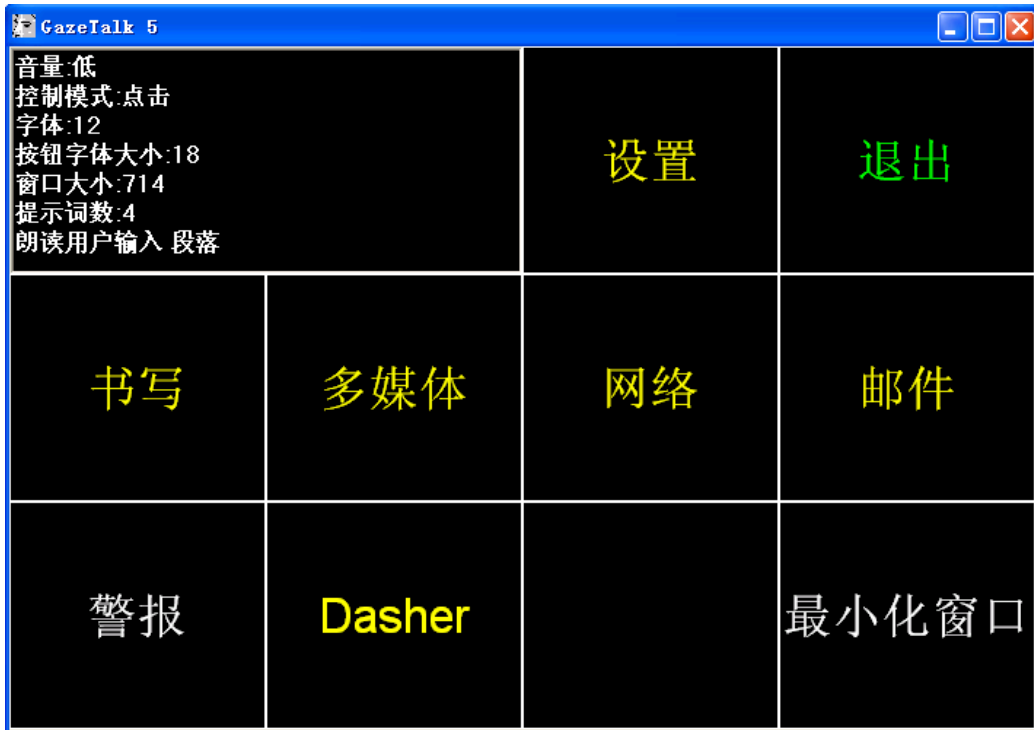 GazeTalk 5
音量:低
控制模式:点击
字体:12
按钮字体大小:18
窗口大小:714
提示词数:4
朗读用户输入 段落
设置
退出
书写
多媒体
网络
邮件
警报
Dasher
最小化窗口